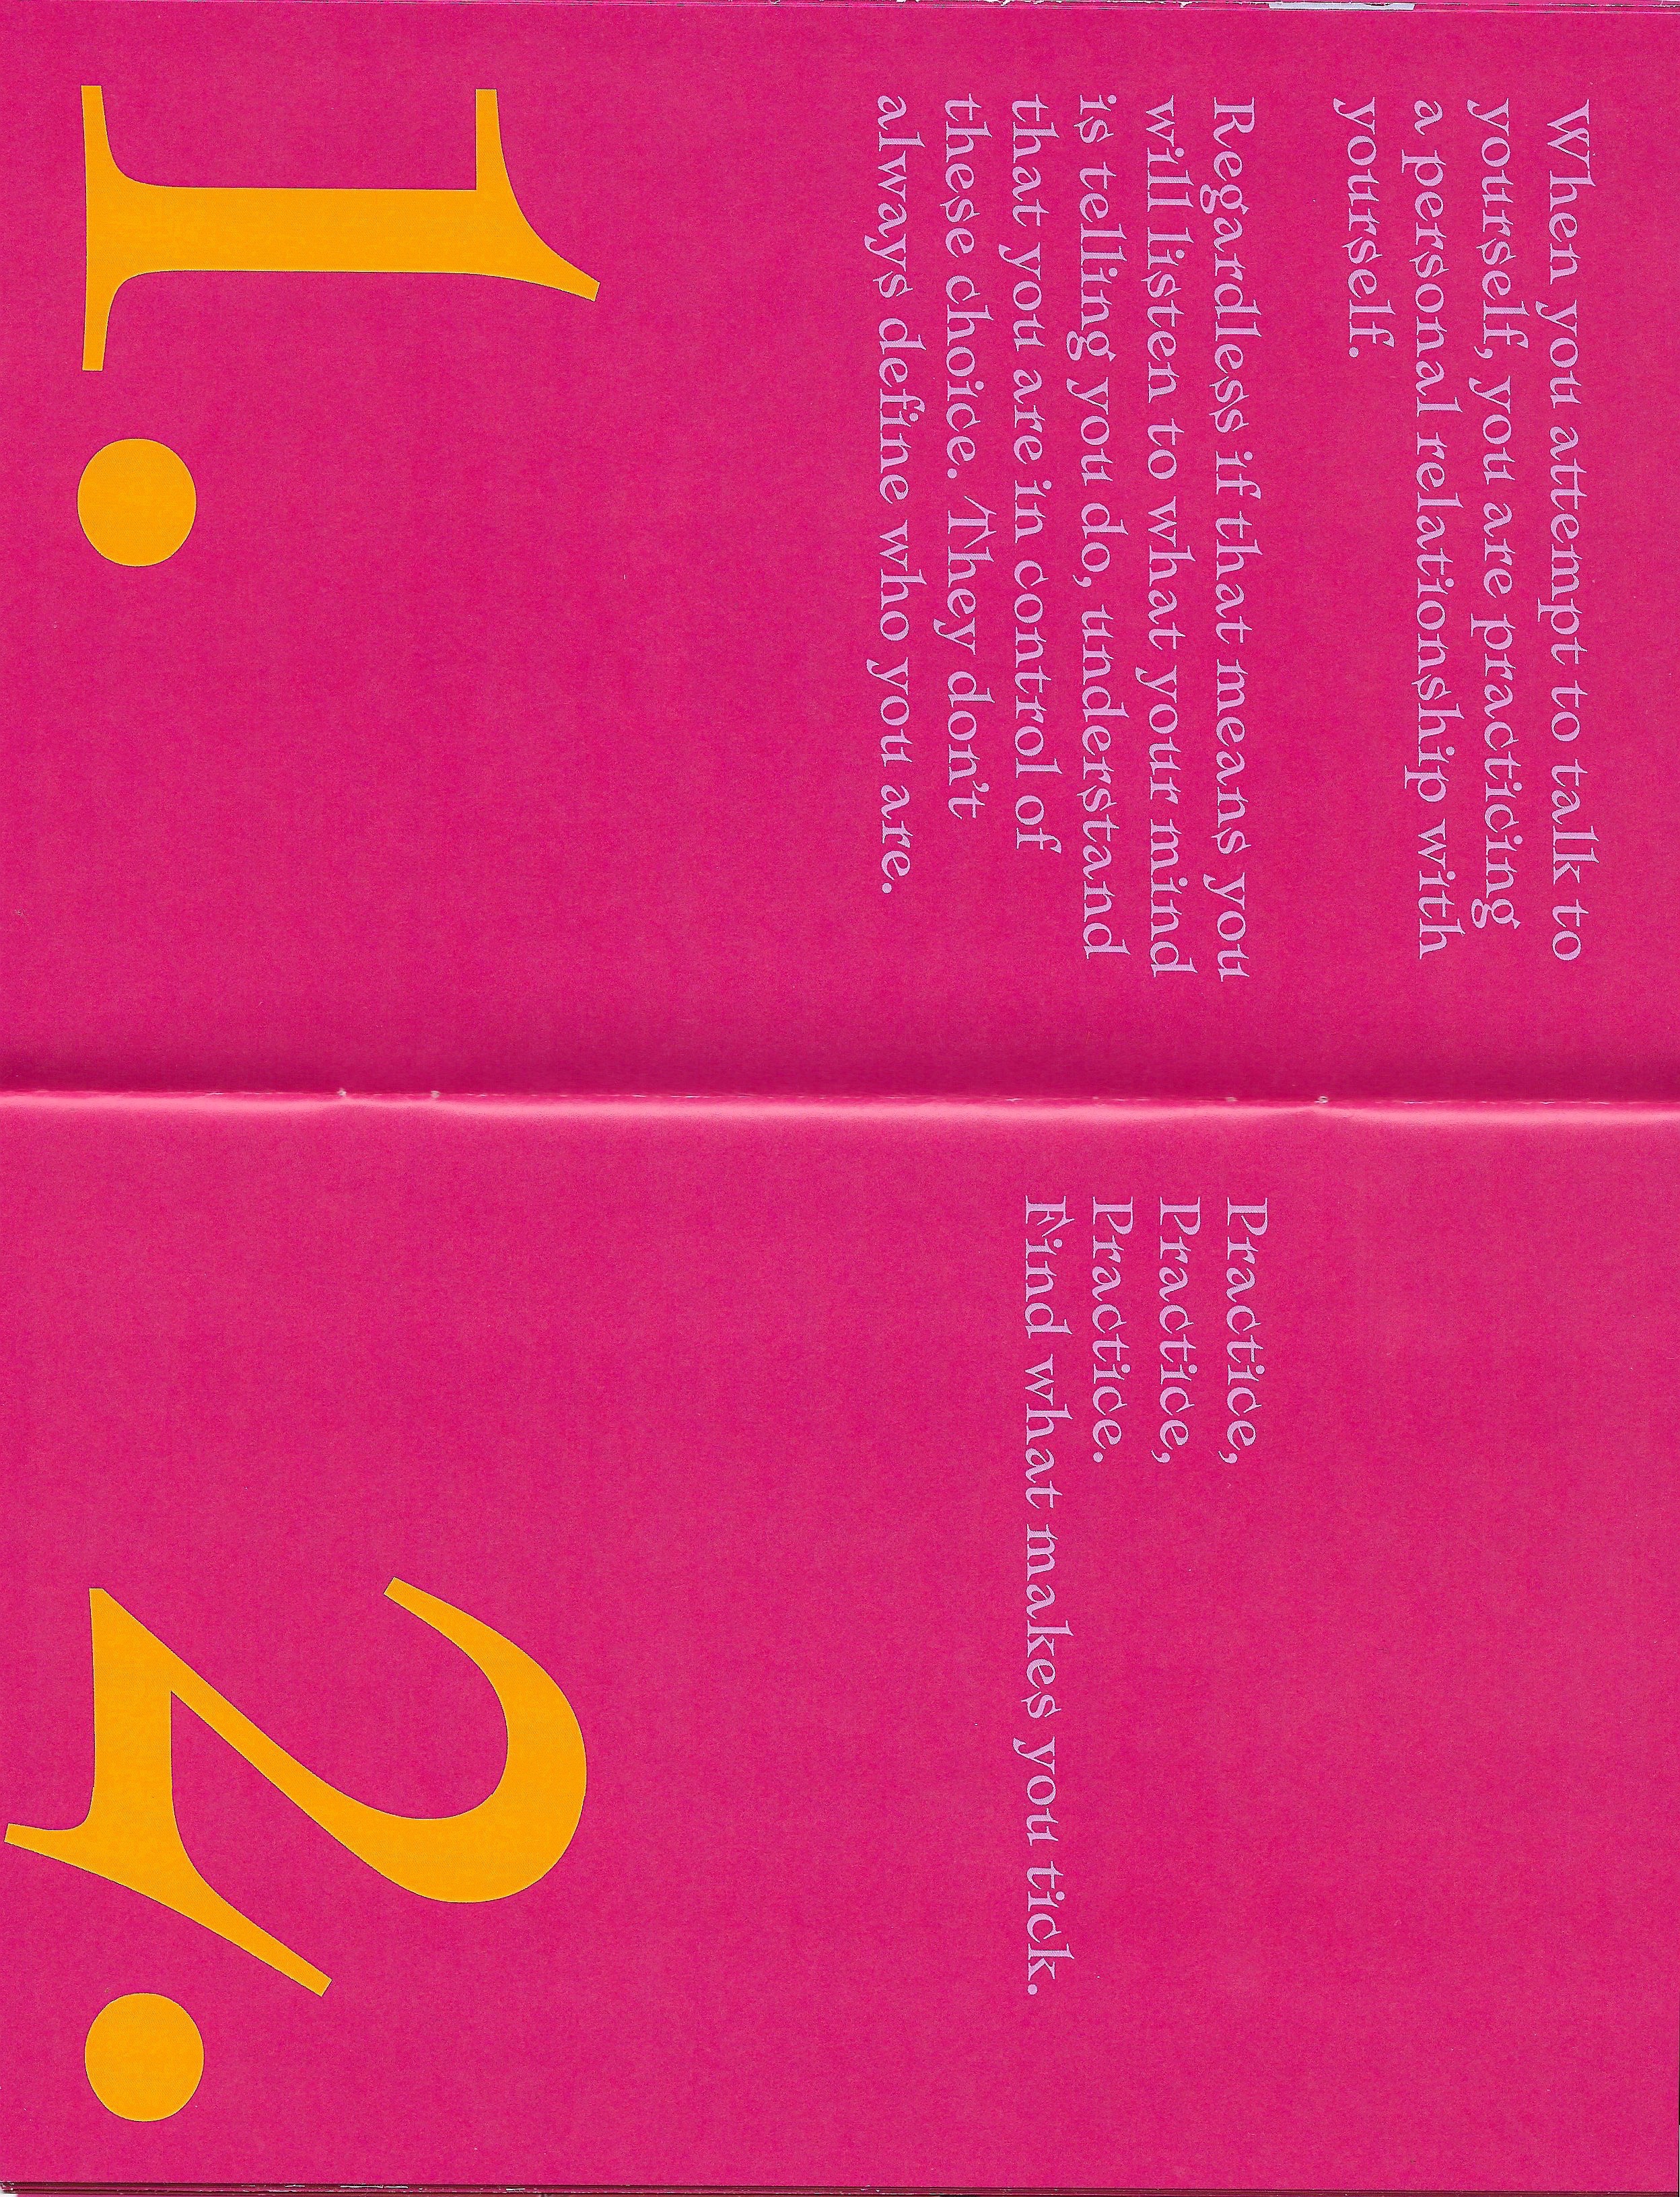 When you attempt to talk to
yourself, you are practicing
a personal relationship with
yourself.
Regardless if that means you
will listen to what your mind
is telling you do, understand
that you are in control of
these choice. They don't
always define who you are.
1.
Practice,
Practice,
Practice.
Find what makes you tick.
2.